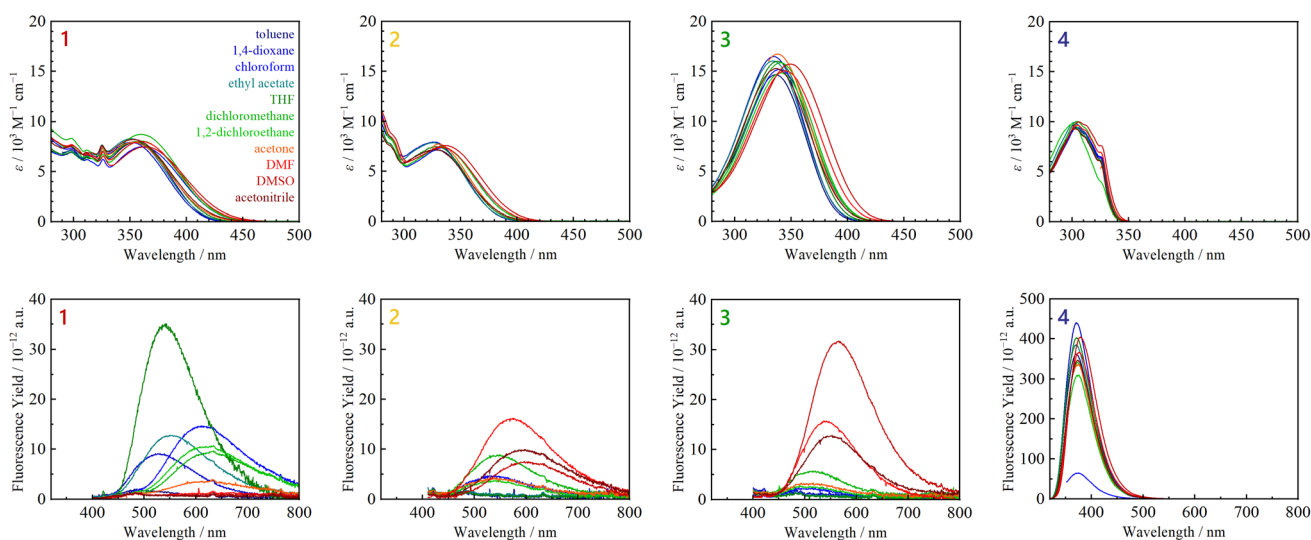 20
15
10
5
0
ε / 10³ M⁻¹ cm⁻¹
1
toluene
1,4-dioxane
chloroform
ethyl acetate
THF
dichloromethane
1,2-dichloroethane
acetone
DMF
DMSO
acetonitrile
300 350 400 450 500
Wavelength / nm
20
15
10
5
0
ε / 10³ M⁻¹ cm⁻¹
2
300 350 400 450 500
Wavelength / nm
20
15
10
5
0
ε / 10³ M⁻¹ cm⁻¹
3
300 350 400 450 500
Wavelength / nm
20
15
10
5
0
ε / 10³ M⁻¹ cm⁻¹
4
300 350 400 450 500
Wavelength / nm
40
30
20
10
0
Fluorescence Yield / 10⁻¹² a.u.
1
400 500 600 700 800
Wavelength / nm
40
30
20
10
0
Fluorescence Yield / 10⁻¹² a.u.
2
400 500 600 700 800
Wavelength / nm
40
30
20
10
0
Fluorescence Yield / 10⁻¹² a.u.
3
400 500 600 700 800
Wavelength / nm
500
400
300
200
100
0
Fluorescence Yield / 10⁻¹² a.u.
4
400 500 600 700 800
Wavelength / nm